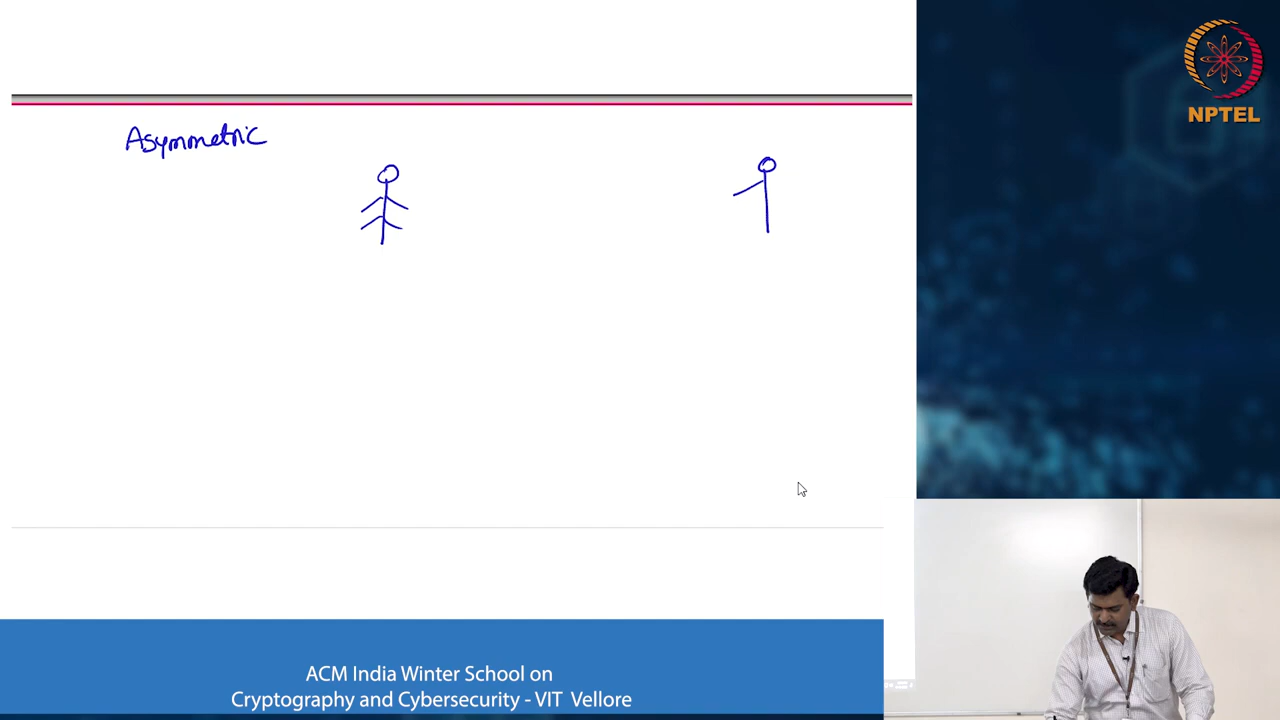 Asymmetric
NPTEL
ACM India Winter School on
Cryptography and Cybersecurity - VIT Vellore